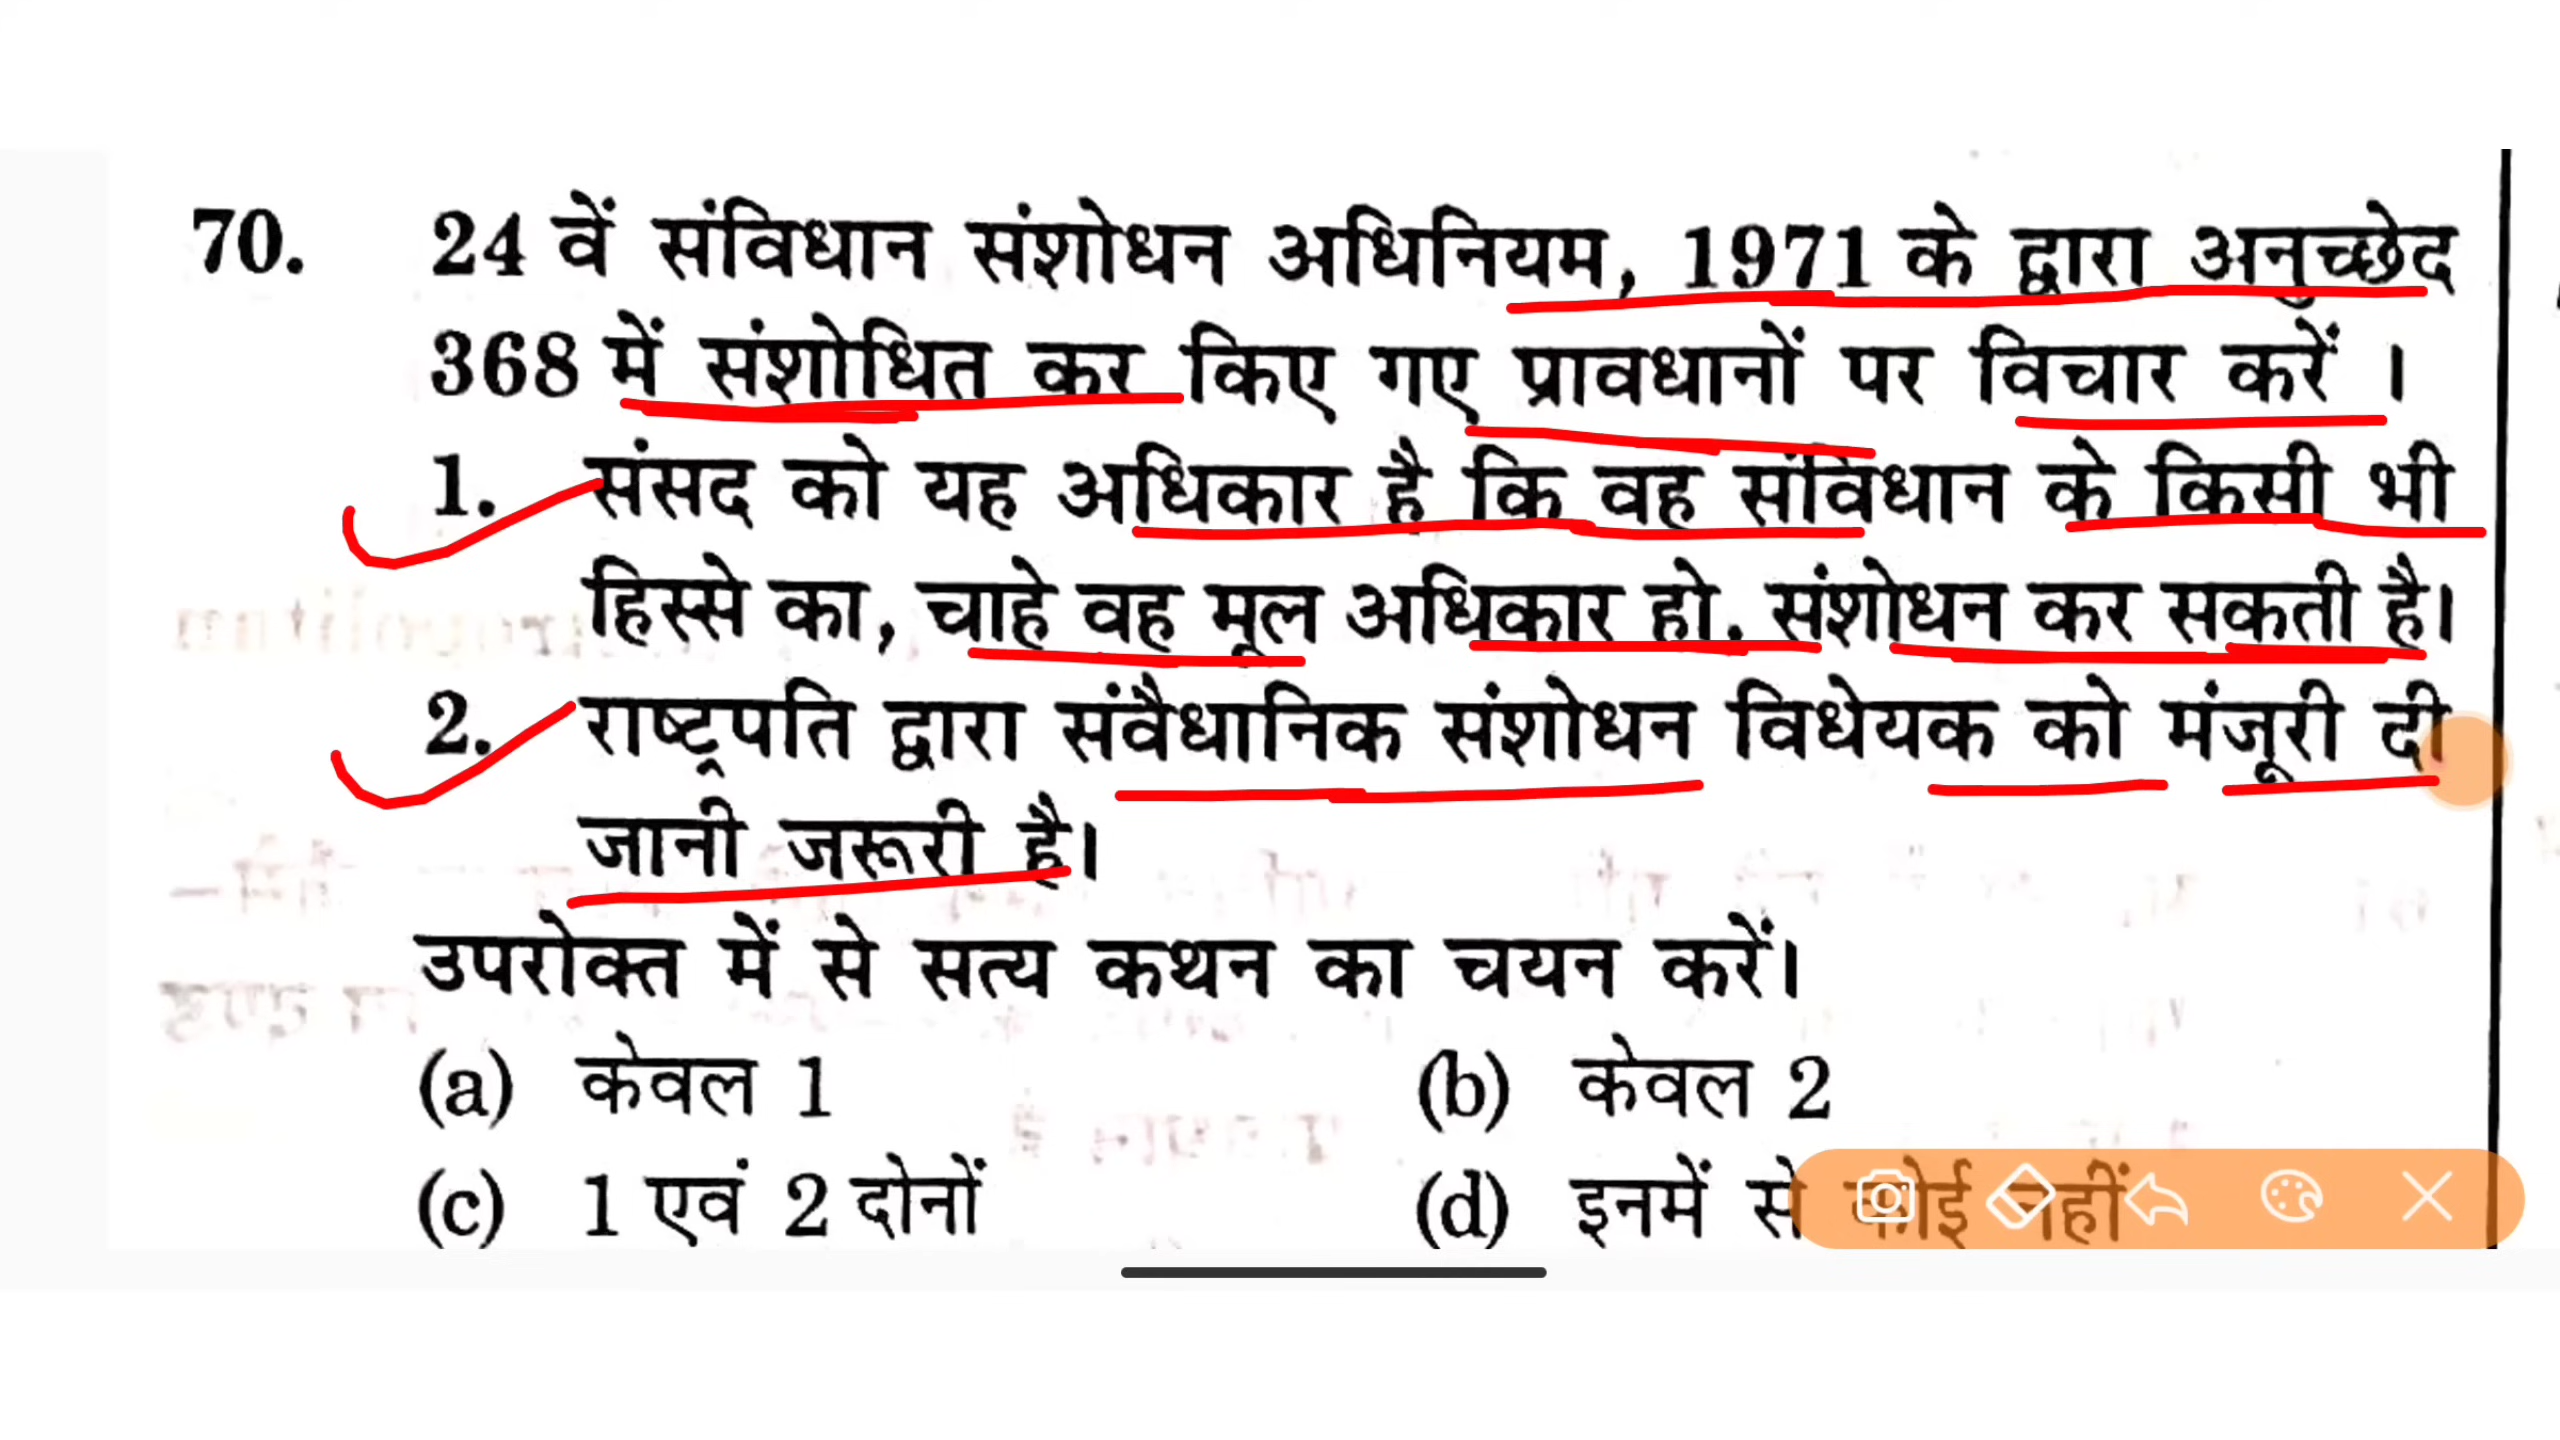 70. 24 वें संविधान संशोधन अधिनियम, 1971 के द्वारा अनुच्छेद
368 में संशोधित कर किए गए प्रावधानों पर विचार करें ।
1. संसद को यह अधिकार है कि वह संविधान के किसी भी
हिस्से का, चाहे वह मूल अधिकार हो, संशोधन कर सकती है।
2. राष्ट्रपति द्वारा संवैधानिक संशोधन विधेयक को मंजूरी दी
जानी जरूरी है।
उपरोक्त में से सत्य कथन का चयन करें।
(a) केवल 1 (b) केवल 2
(c) 1 एवं 2 दोनों (d) इनमें से कोई नहीं